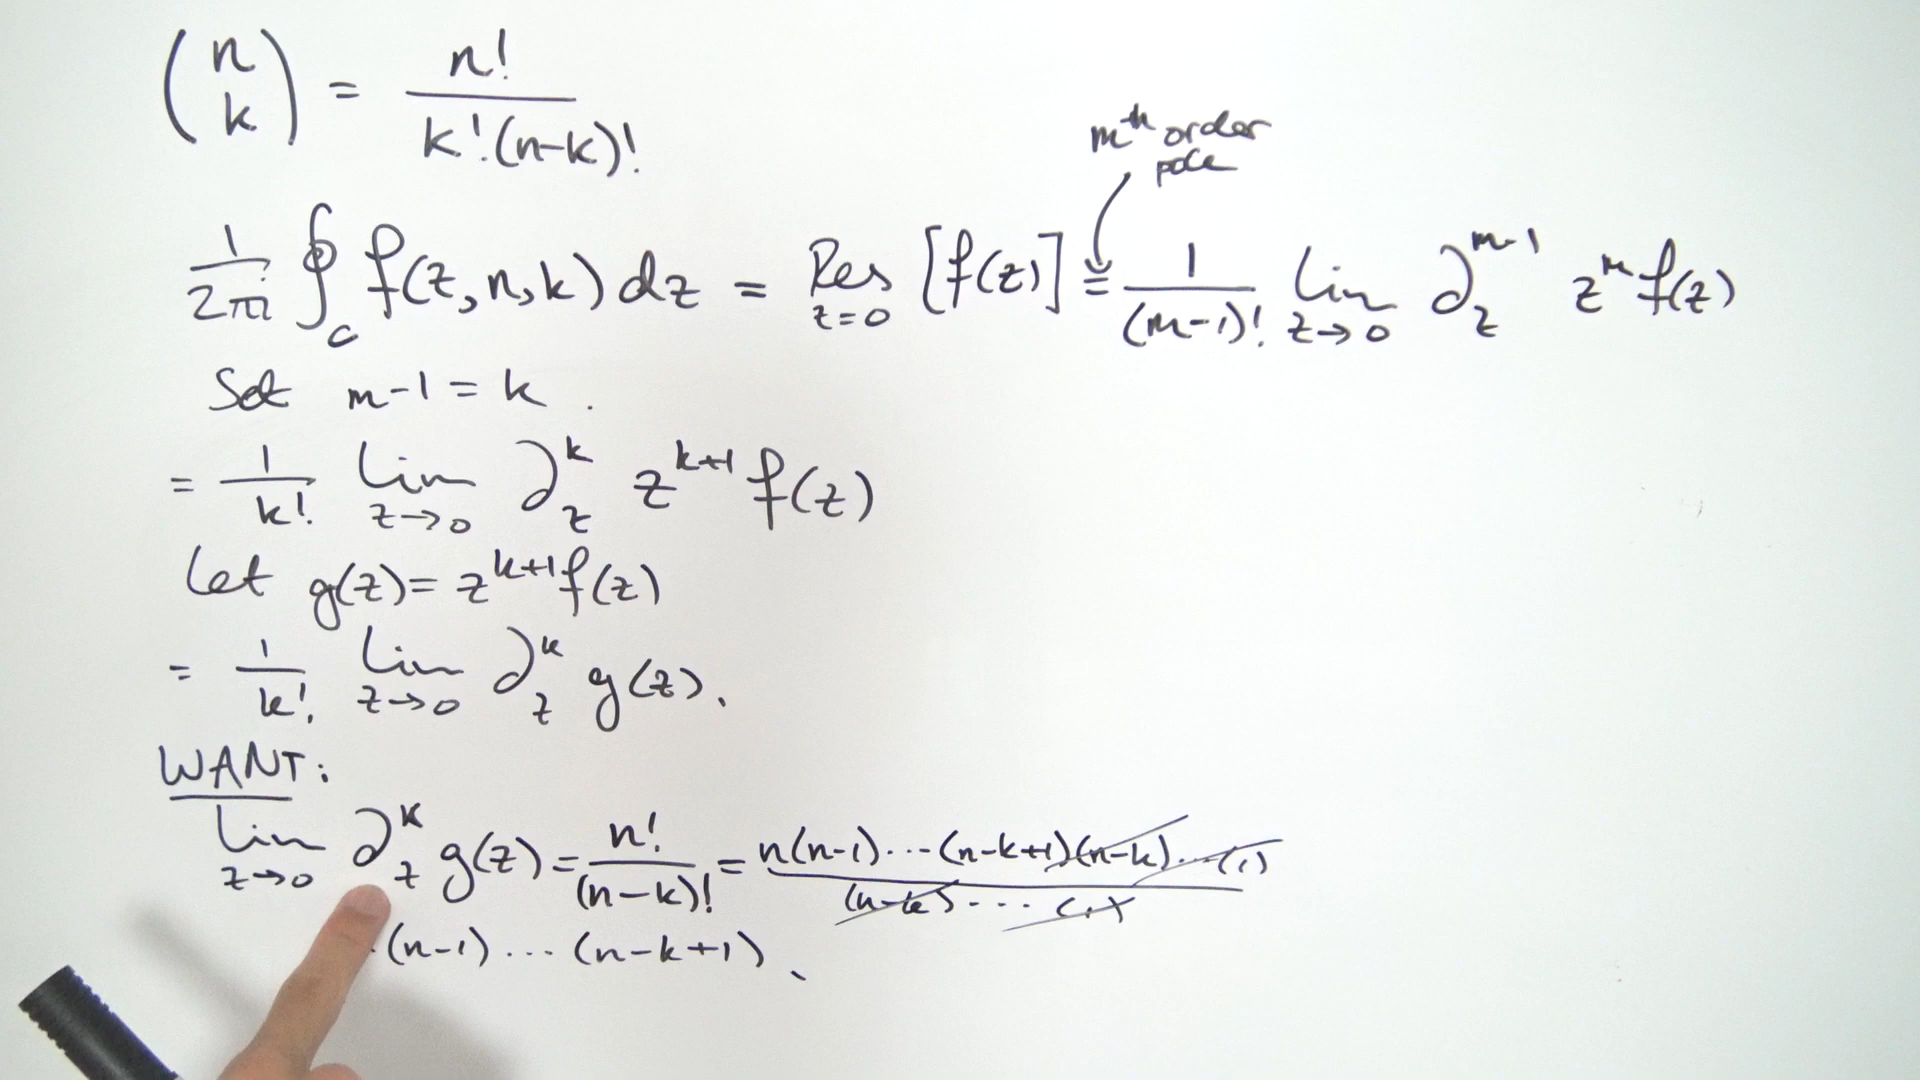 (n k) = n! / k!(n-k)!
mth order
pole
1/2πi ∮_C f(z,n,k) dz = Res_{z=0} [f(z)] = 1/(m-1)! lim_{z→0} ∂_z^{m-1} z^m f(z)
Set m-1 = k.
= 1/k! lim_{z→0} ∂_z^k z^{k+1} f(z)
Let g(z) = z^{k+1} f(z)
= 1/k! lim_{z→0} ∂_z^k g(z).
WANT:
lim_{z→0} ∂_z^k g(z) = n!/(n-k)! = n(n-1)...(n-k+1)(n-k)...(1) / (n-k)...(1)
·(n-1)...(n-k+1).